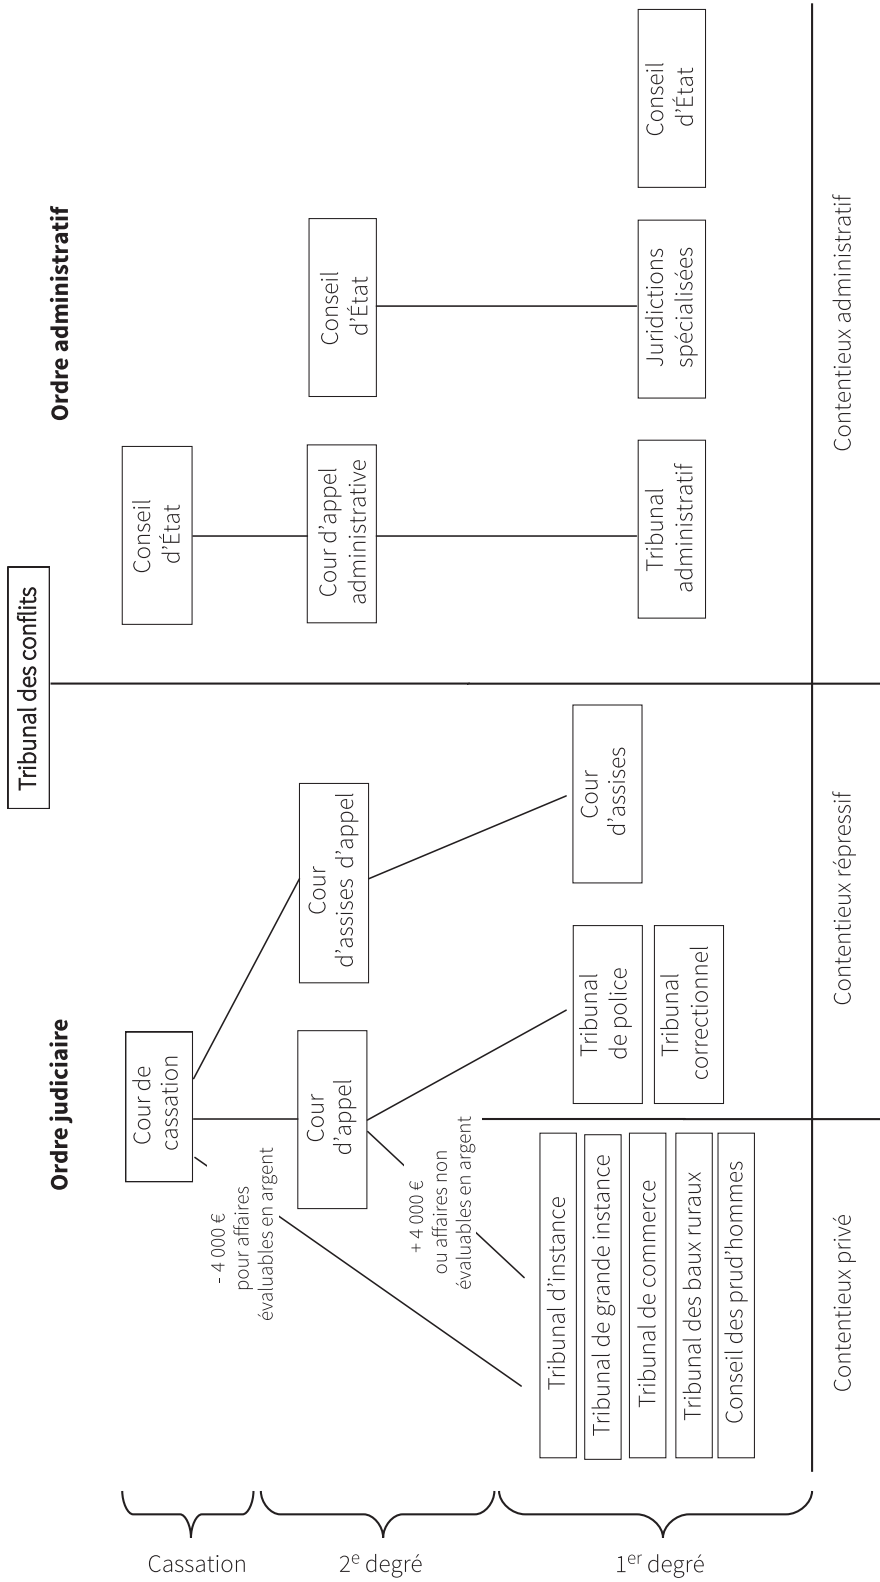 Tribunal des conflits
Ordre judiciaire
Ordre administratif
Cassation
Cour de
cassation
Conseil
d’État
- 4 000 €
pour affaires
évaluables en argent
2e degré
Cour
d’appel
Cour
d’assises d’appel
Cour d’appel
administrative
Conseil
d’État
+ 4 000 €
ou affaires non
évaluables en argent
1er degré
Tribunal d’instance
Tribunal de grande instance
Tribunal de commerce
Tribunal des baux ruraux
Conseil des prud’hommes
Tribunal
de police
Tribunal
correctionnel
Cour
d’assises
Tribunal
administratif
Juridictions
spécialisées
Conseil
d’État
Contentieux privé
Contentieux répressif
Contentieux administratif